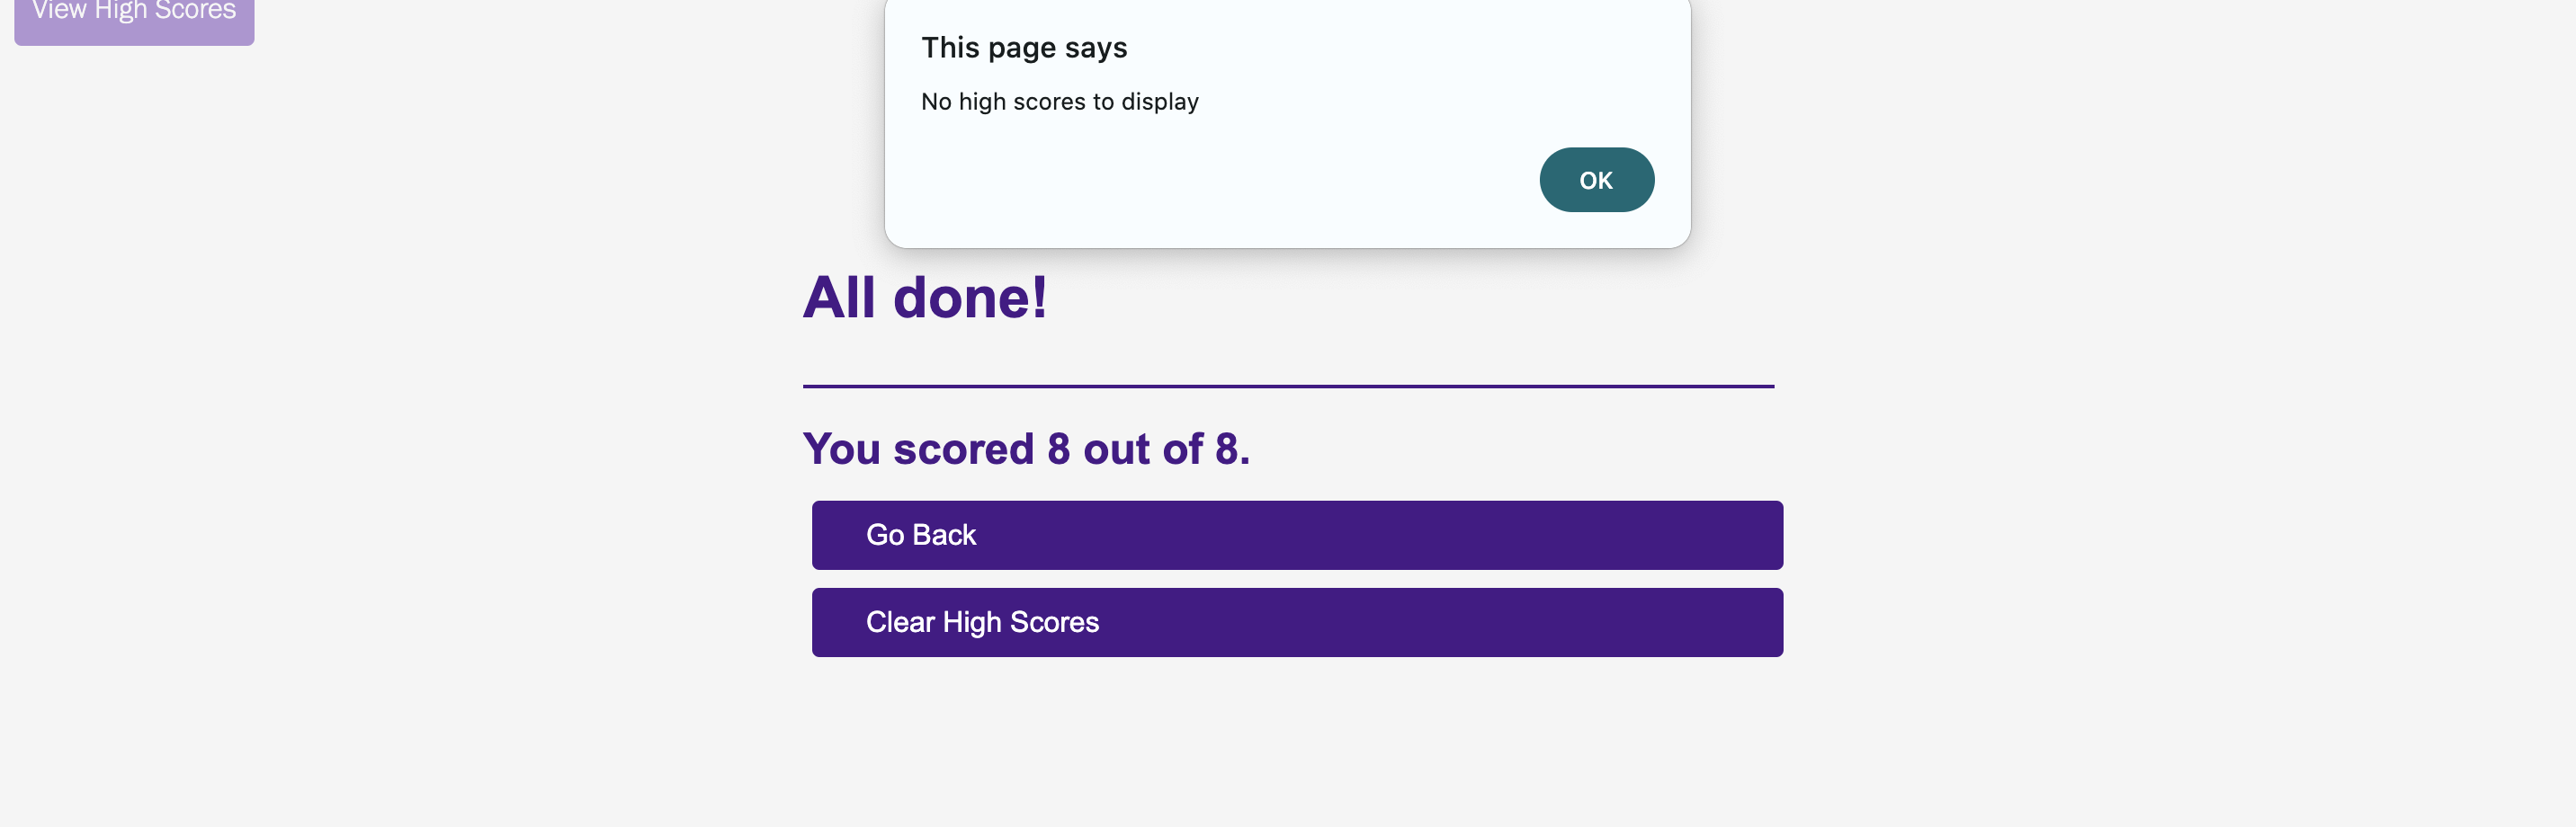 View High Scores
This page says
No high scores to display
OK
All done!
You scored 8 out of 8.
Go Back
Clear High Scores